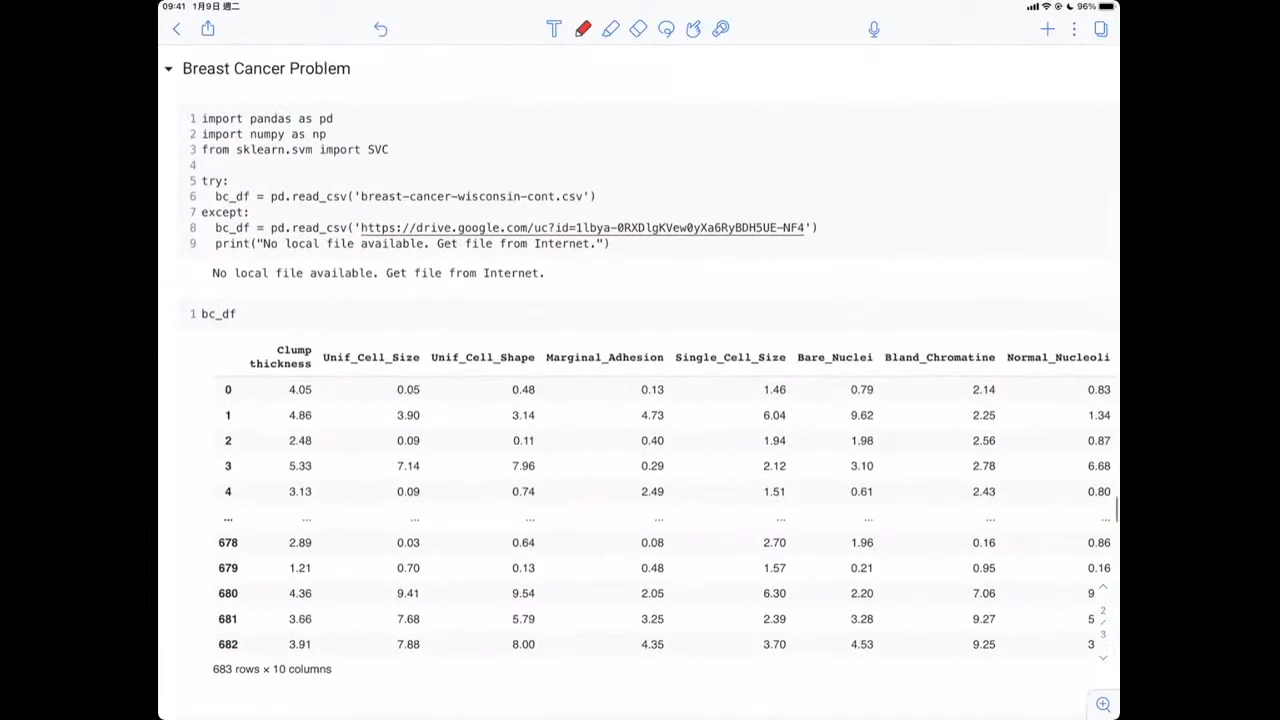 09:41 1月9日 週二
96%
Breast Cancer Problem
1 import pandas as pd
2 import numpy as np
3 from sklearn.svm import SVC
4
5 try:
6 bc_df = pd.read_csv('breast-cancer-wisconsin-cont.csv')
7 except:
8 bc_df = pd.read_csv('https://drive.google.com/uc?id=1lbya-0RXDlgKVew0yXa6RyBDH5UE-NF4')
9 print("No local file available. Get file from Internet.")
No local file available. Get file from Internet.
1 bc_df
Clump thickness Unif_Cell_Size Unif_Cell_Shape Marginal_Adhesion Single_Cell_Size Bare_Nuclei Bland_Chromatine Normal_Nucleoli
0 4.05 0.05 0.48 0.13 1.46 0.79 2.14 0.83
1 4.86 3.90 3.14 4.73 6.04 9.62 2.25 1.34
2 2.48 0.09 0.11 0.40 1.94 1.98 2.56 0.87
3 5.33 7.14 7.96 0.29 2.12 3.10 2.78 6.68
4 3.13 0.09 0.74 2.49 1.51 0.61 2.43 0.80
... ... ... ... ... ... ... ... ...
678 2.89 0.03 0.64 0.08 2.70 1.96 0.16 0.86
679 1.21 0.70 0.13 0.48 1.57 0.21 0.95 0.16
680 4.36 9.41 9.54 2.05 6.30 2.20 7.06 9
681 3.66 7.68 5.79 3.25 2.39 3.28 9.27 5
682 3.91 7.88 8.00 4.35 3.70 4.53 9.25 3
2 / 3
683 rows × 10 columns